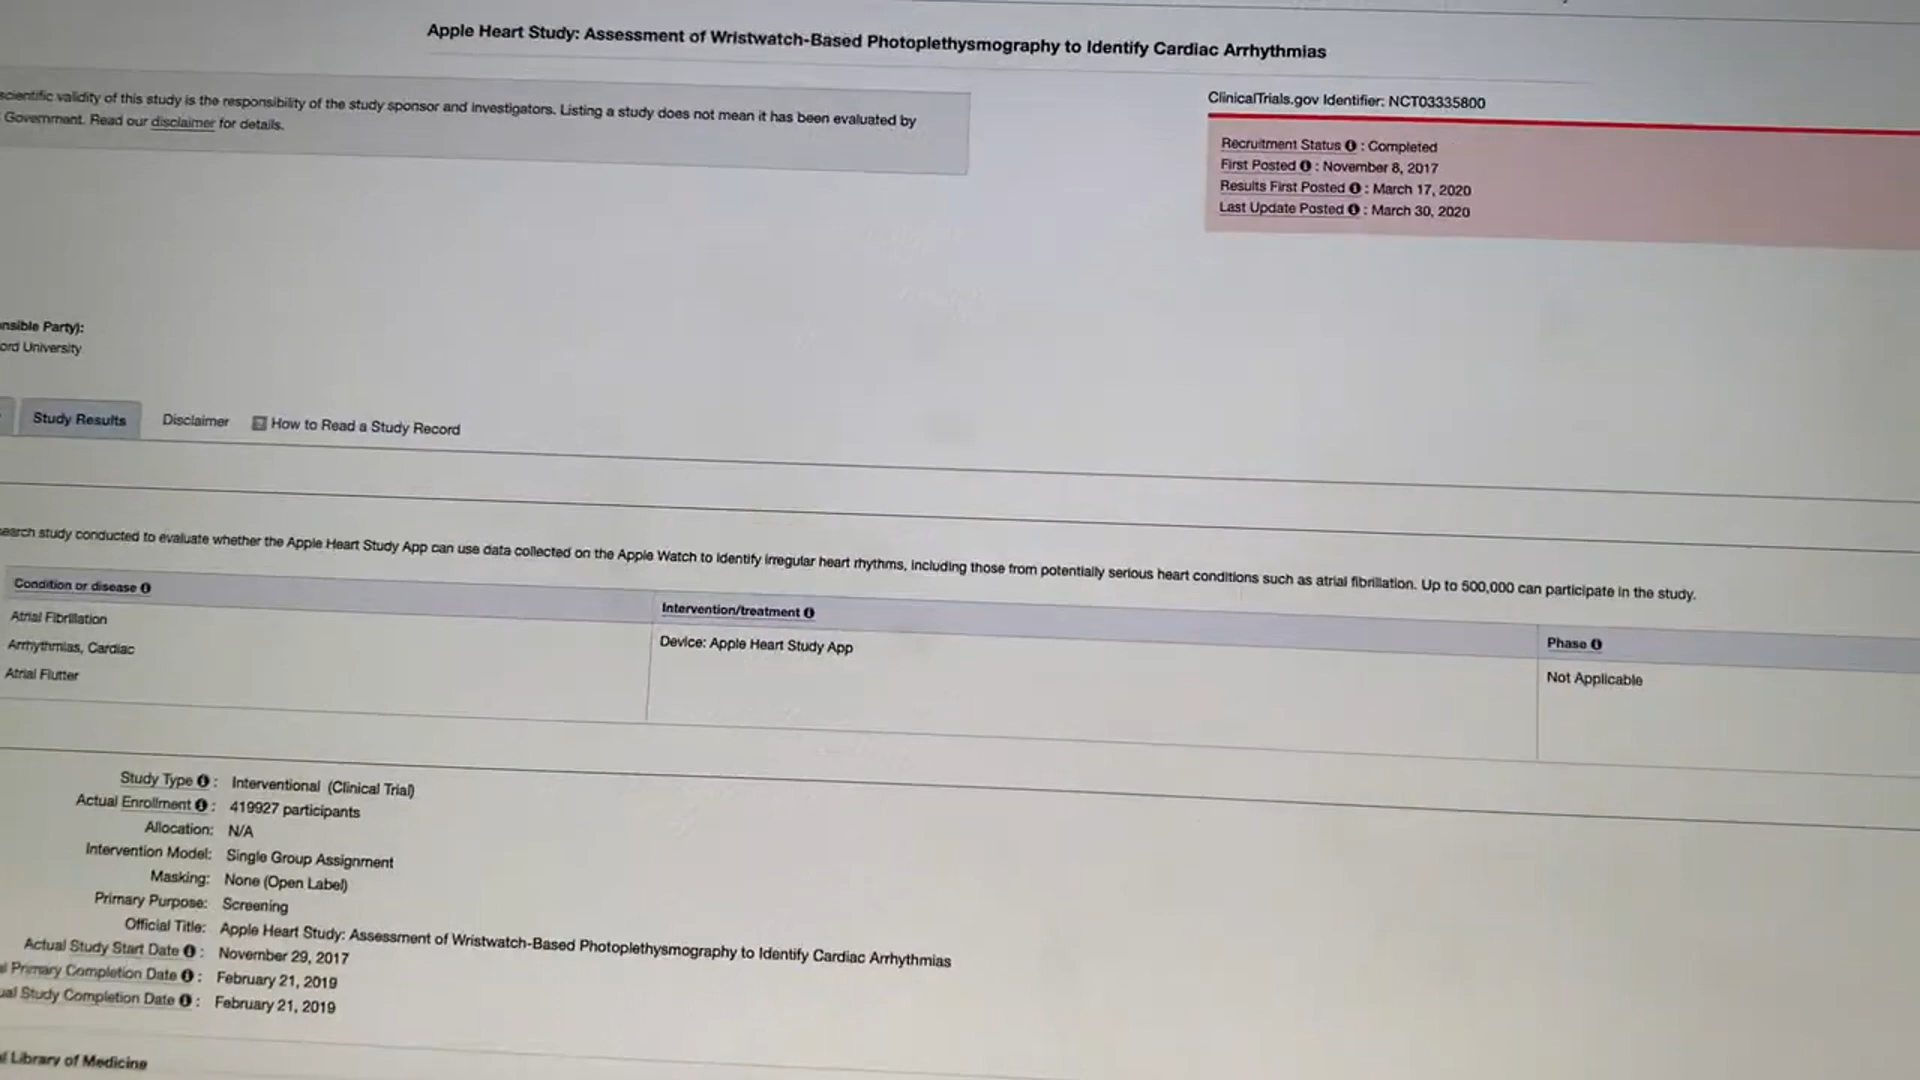 Apple Heart Study: Assessment of Wristwatch-Based Photoplethysmography to Identify Cardiac Arrhythmias
scientific validity of this study is the responsibility of the study sponsor and investigators. Listing a study does not mean it has been evaluated by
Government. Read our disclaimer for details.
ClinicalTrials.gov Identifier: NCT03335800
Recruitment Status : Completed
First Posted : November 8, 2017
Results First Posted : March 17, 2020
Last Update Posted : March 30, 2020
nsible Party):
ord University
Study Results Disclaimer How to Read a Study Record
earch study conducted to evaluate whether the Apple Heart Study App can use data collected on the Apple Watch to identify irregular heart rhythms, including those from potentially serious heart conditions such as atrial fibrillation. Up to 500,000 can participate in the study.
Condition or disease Intervention/treatment Phase
Atrial Fibrillation Device: Apple Heart Study App Not Applicable
Arrhythmias, Cardiac
Atrial Flutter
Study Type : Interventional (Clinical Trial)
Actual Enrollment : 419927 participants
Allocation: N/A
Intervention Model: Single Group Assignment
Masking: None (Open Label)
Primary Purpose: Screening
Official Title: Apple Heart Study: Assessment of Wristwatch-Based Photoplethysmography to Identify Cardiac Arrhythmias
Actual Study Start Date : November 29, 2017
l Primary Completion Date : February 21, 2019
ual Study Completion Date : February 21, 2019
l Library of Medicine